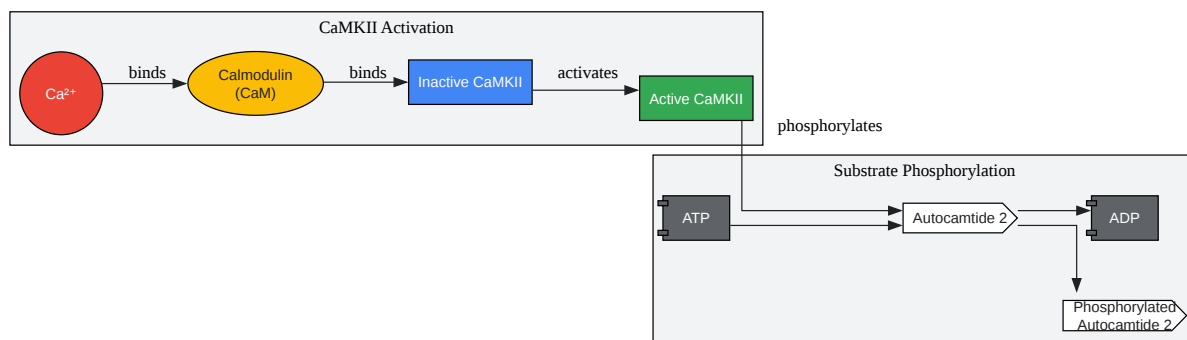 CaMKII Activation
binds
binds
activates
Ca²⁺
Calmodulin
(CaM)
Inactive CaMKII
Active CaMKII
phosphorylates
Substrate Phosphorylation
ATP
Autocamtide 2
ADP
Phosphorylated
Autocamtide 2